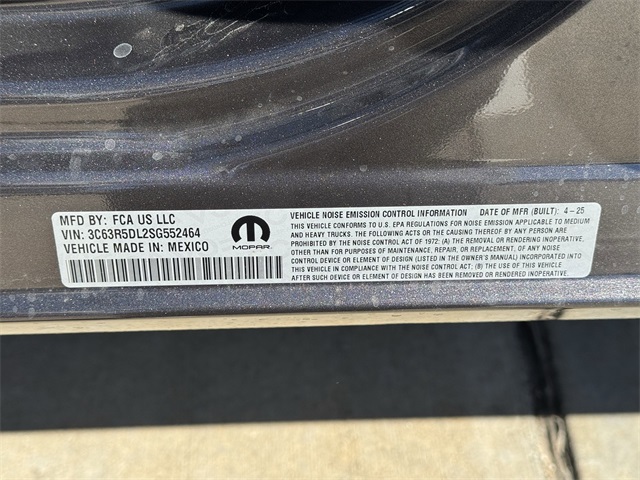 MFD BY: FCA US LLC
VIN: 3C63R5DL2SG552464
VEHICLE MADE IN: MEXICO
MOPAR
VEHICLE NOISE EMISSION CONTROL INFORMATION DATE OF MFR (BUILT): 4-25
THIS VEHICLE CONFORMS TO U.S. EPA REGULATIONS FOR NOISE EMISSION APPLICABLE TO MEDIUM
AND HEAVY TRUCKS. THE FOLLOWING ACTS OR THE CAUSING THEREOF BY ANY PERSON ARE
PROHIBITED BY THE NOISE CONTROL ACT OF 1972: (A) THE REMOVAL OR RENDERING INOPERATIVE,
OTHER THAN FOR PURPOSES OF MAINTENANCE, REPAIR, OR REPLACEMENT, OF ANY NOISE
CONTROL DEVICE OR ELEMENT OF DESIGN (LISTED IN THE OWNER'S MANUAL) INCORPORATED
INTO THIS VEHICLE IN COMPLIANCE WITH THE NOISE CONTROL ACT; (B) THE USE OF THIS VEHICLE
AFTER SUCH DEVICE OR ELEMENT OF DESIGN HAS BEEN REMOVED OR RENDERED INOPERATIVE.